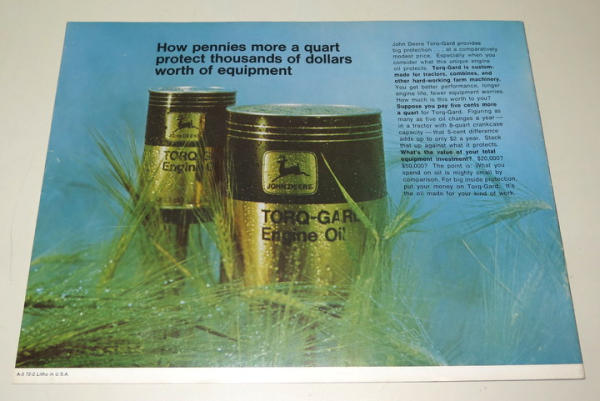 How pennies more a quart
protect thousands of dollars
worth of equipment
John Deere Torq-Gard provides
big protection . . . at a comparatively
modest price. Especially when you
consider what this unique engine
oil protects. Torq-Gard is custom-
made for tractors, combines, and
other hard-working farm machinery.
You get better performance, longer
engine life, fewer equipment worries.
How much is this worth to you?
Suppose you pay five cents more
a quart for Torq-Gard. Figuring as
many as five oil changes a year—
in a tractor with 8-quart crankcase
capacity—that 5-cent difference
adds up to only $2 a year. Stack
that up against what it protects.
What's the value of your total
equipment investment? $20,000?
$50,000? The point is: What you
spend on oil is mighty small by
comparison. For big inside protection,
put your money on Torq-Gard. It's
the oil made for your kind of work.
JOHN DEERE
TORQ-G
Engine Oi
JOHN DEERE
TORQ-GARD
Engine Oil
Litho in U.S.A.